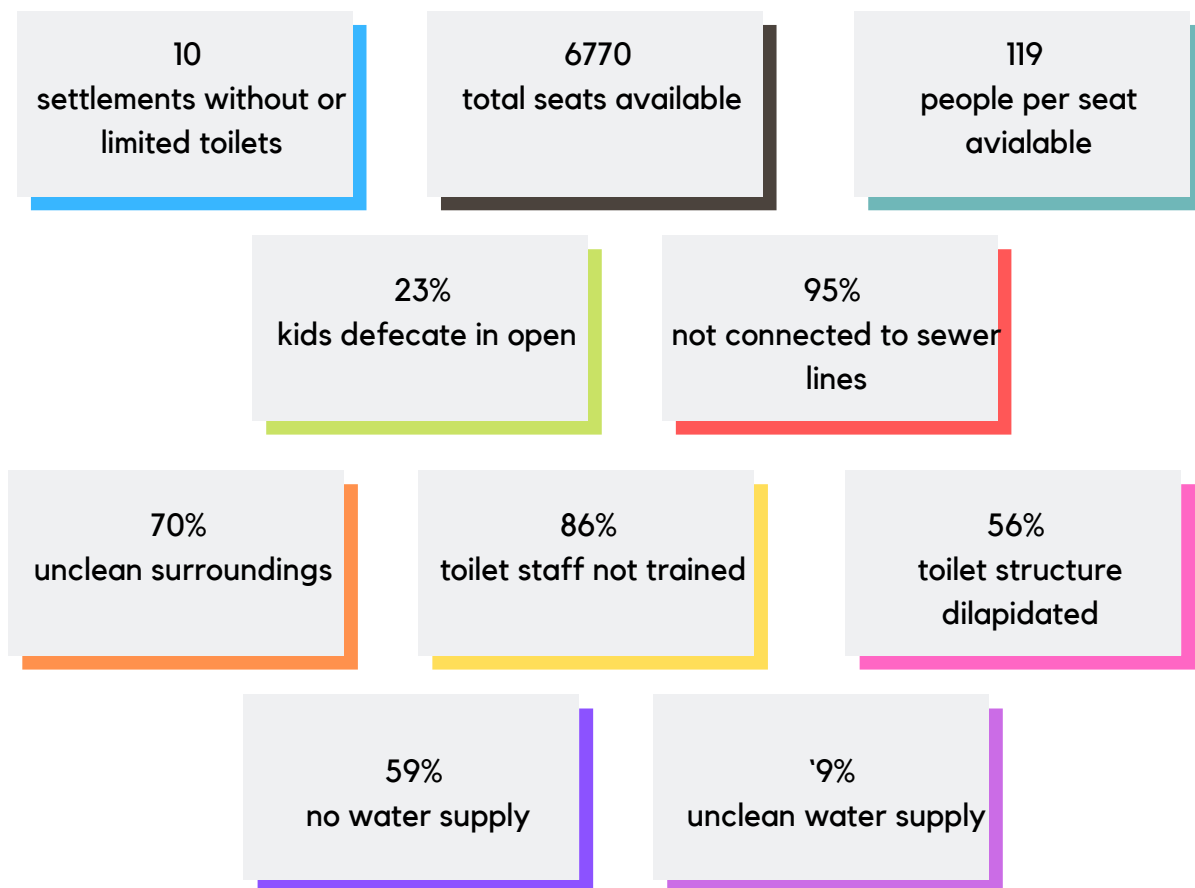 10
settlements without or
limited toilets
6770
total seats available
119
people per seat
avialable
23%
kids defecate in open
95%
not connected to sewer
lines
70%
unclean surroundings
86%
toilet staff not trained
56%
toilet structure
dilapidated
59%
no water supply
`9%
unclean water supply